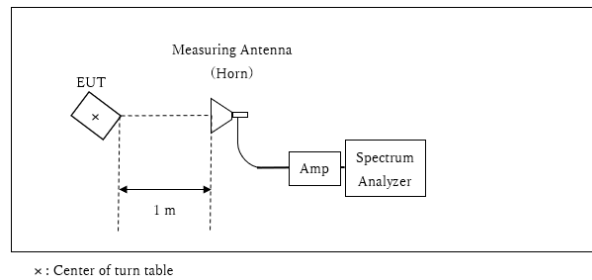 Measuring Antenna
(Horn)
EUT
×
Amp
Spectrum
Analyzer
1 m
× : Center of turn table